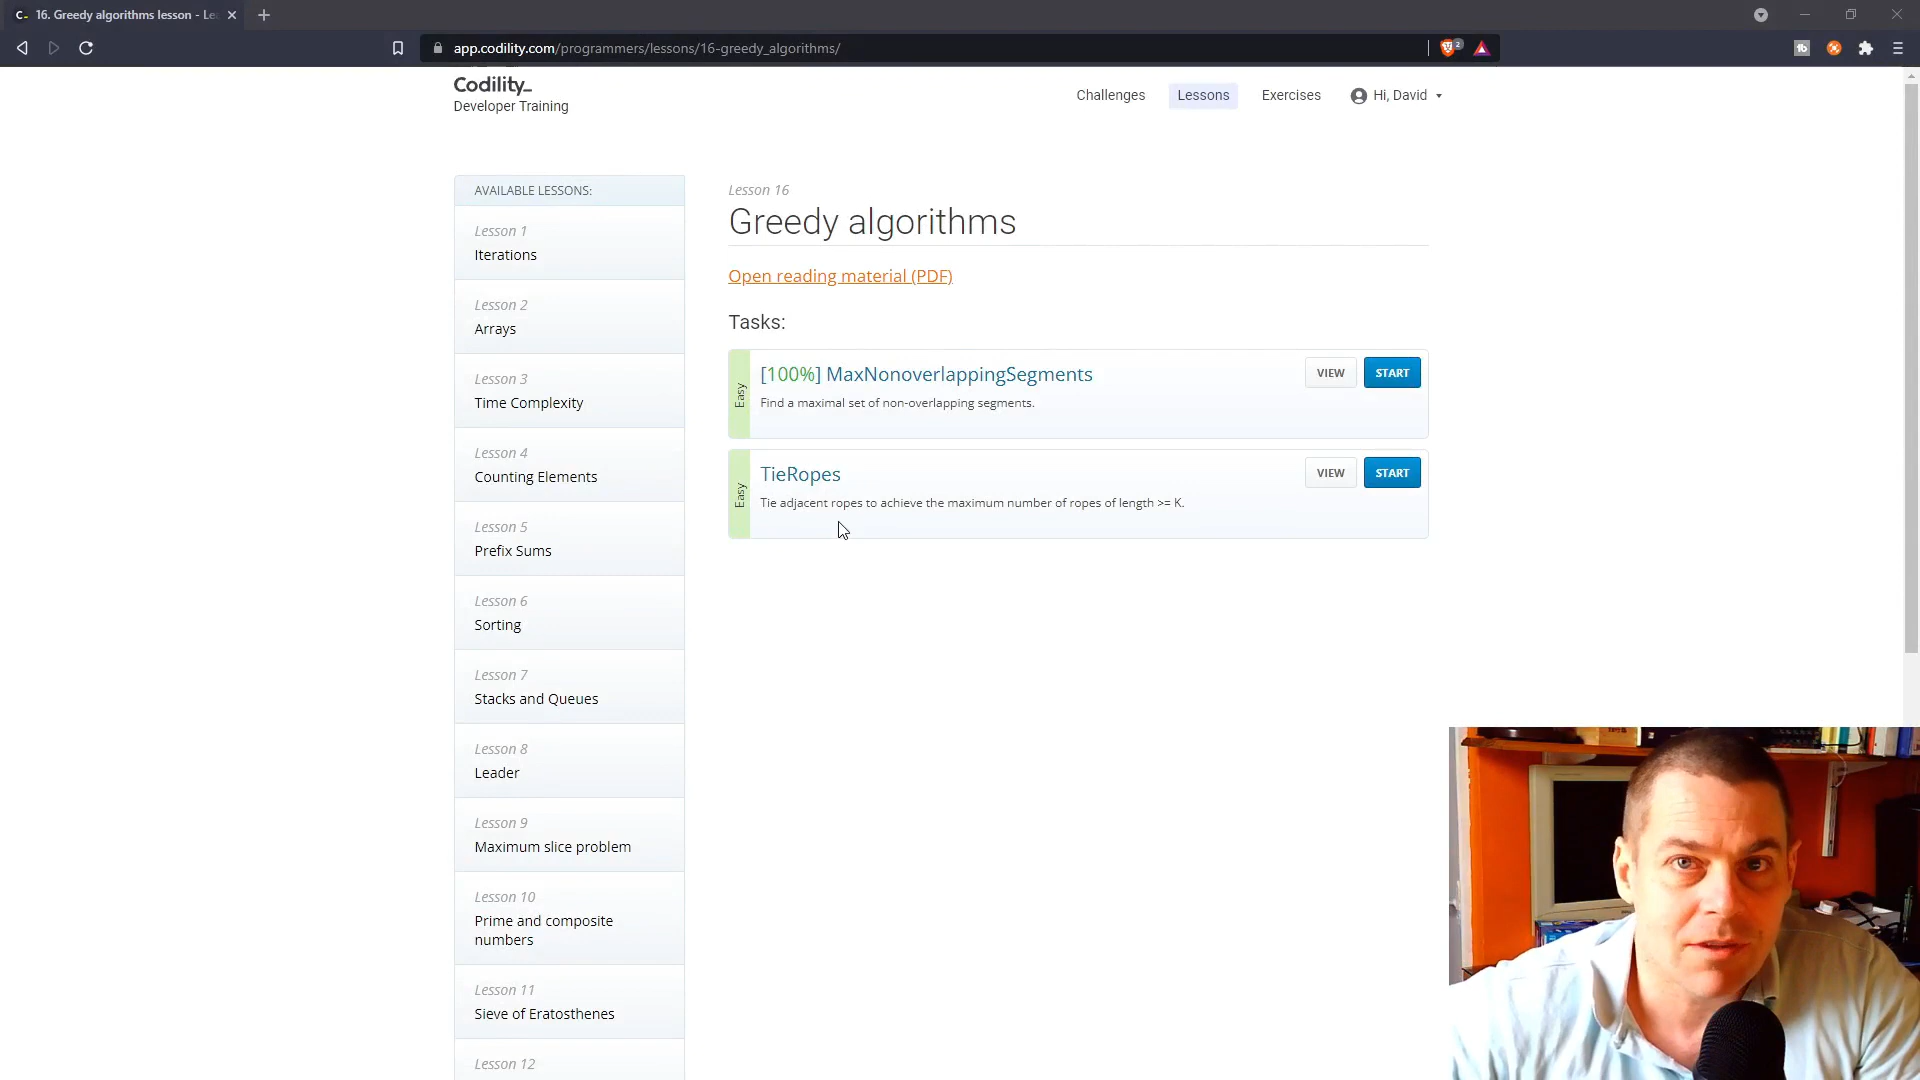 16. Greedy algorithms lesson - Le
app.codility.com/programmers/lessons/16-greedy_algorithms/
2
Codility_
Developer Training
Challenges
Lessons
Exercises
Hi, David
AVAILABLE LESSONS:
Lesson 1
Iterations
Lesson 2
Arrays
Lesson 3
Time Complexity
Lesson 4
Counting Elements
Lesson 5
Prefix Sums
Lesson 6
Sorting
Lesson 7
Stacks and Queues
Lesson 8
Leader
Lesson 9
Maximum slice problem
Lesson 10
Prime and composite
numbers
Lesson 11
Sieve of Eratosthenes
Lesson 12
Lesson 16
Greedy algorithms
Open reading material (PDF)
Tasks:
Easy
[100%] MaxNonoverlappingSegments
VIEW
START
Find a maximal set of non-overlapping segments.
Easy
TieRopes
VIEW
START
Tie adjacent ropes to achieve the maximum number of ropes of length >= K.